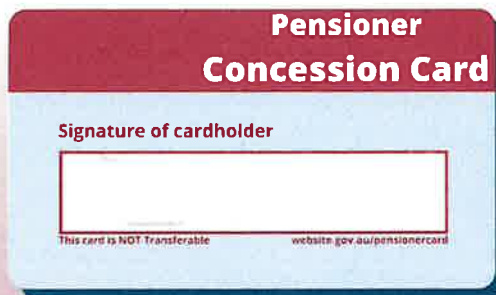 Pensioner
Concession Card
Signature of cardholder
This card is NOT Transferable website.gov.au/pensionercard